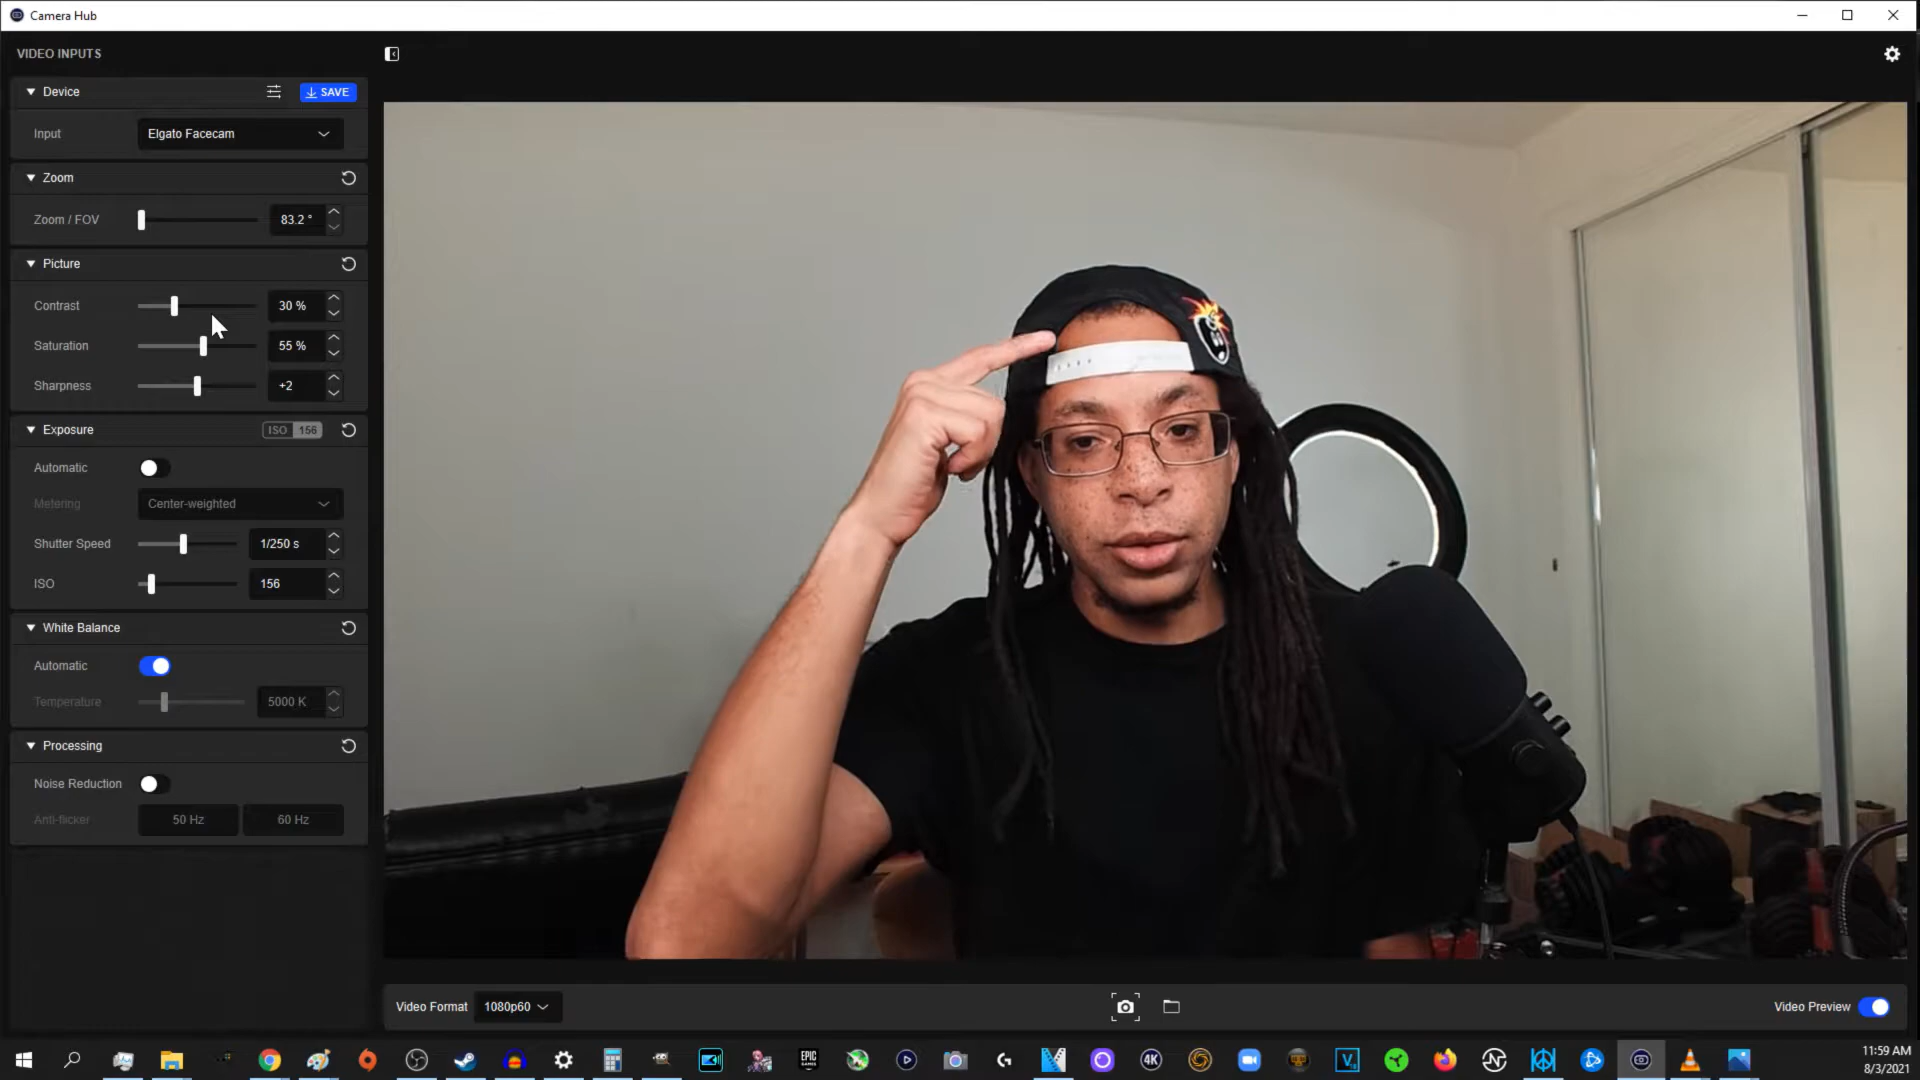 Camera Hub
VIDEO INPUTS
Device
SAVE
Input
Elgato Facecam
Zoom
Zoom / FOV
83.2 °
Picture
Contrast
30 %
Saturation
55 %
Sharpness
+2
Exposure
ISO 156
Automatic
Metering
Center-weighted
Shutter Speed
1/250 s
ISO
156
White Balance
Automatic
Temperature
5000 K
Processing
Noise Reduction
Anti-flicker
50 Hz
60 Hz
Video Format
1080p60
Video Preview
EPIC
4K
11:59 AM
8/3/2021